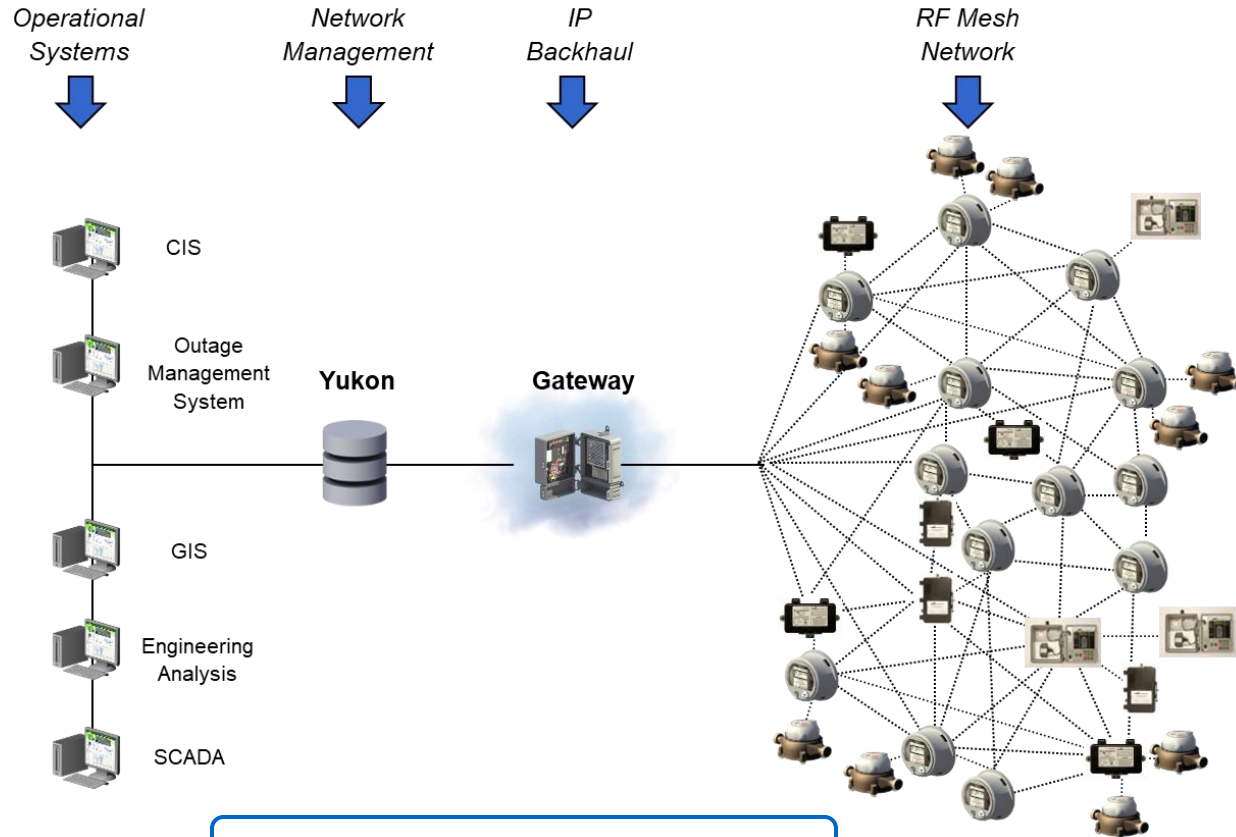 Operational
Systems
Network
Management
IP
Backhaul
RF Mesh
Network
CIS
Outage
Management
System
Yukon
Gateway
GIS
Engineering
Analysis
SCADA